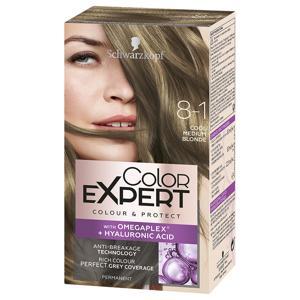 Schwarzkopf
8-1
COOL
MEDIUM
BLONDE
Color
EXPERT
COLOUR & PROTECT
WITH OMEGAPLEX®
+ HYALURONIC ACID
ANTI-BREAKAGE
TECHNOLOGY
RICH COLOUR
PERFECT GREY COVERAGE
PERMANENT